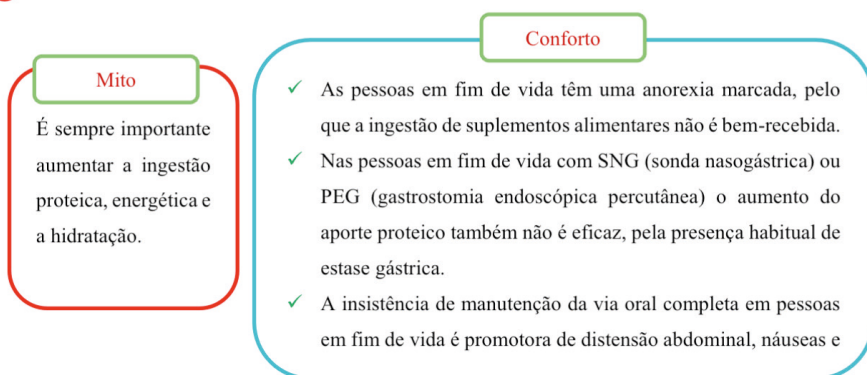 Mito
É sempre importante
aumentar a ingestão
proteica, energética e
a hidratação.
Conforto
✓ As pessoas em fim de vida têm uma anorexia marcada, pelo
que a ingestão de suplementos alimentares não é bem-recebida.
✓ Nas pessoas em fim de vida com SNG (sonda nasogástrica) ou
PEG (gastrostomia endoscópica percutânea) o aumento do
aporte proteico também não é eficaz, pela presença habitual de
estase gástrica.
✓ A insistência de manutenção da via oral completa em pessoas
em fim de vida é promotora de distensão abdominal, náuseas e